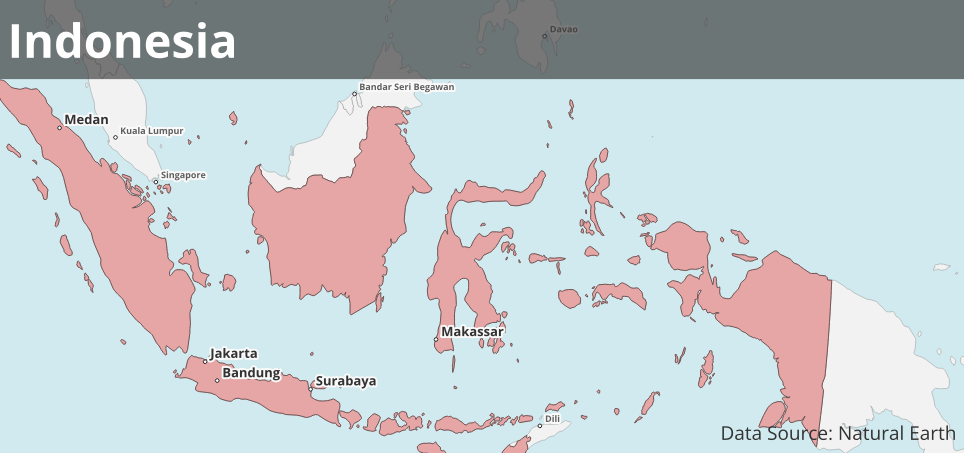 Indonesia
Davao
Bandar Seri Begawan
Medan
Kuala Lumpur
Singapore
Makassar
Jakarta
Bandung
Surabaya
Dili
Data Source: Natural Earth